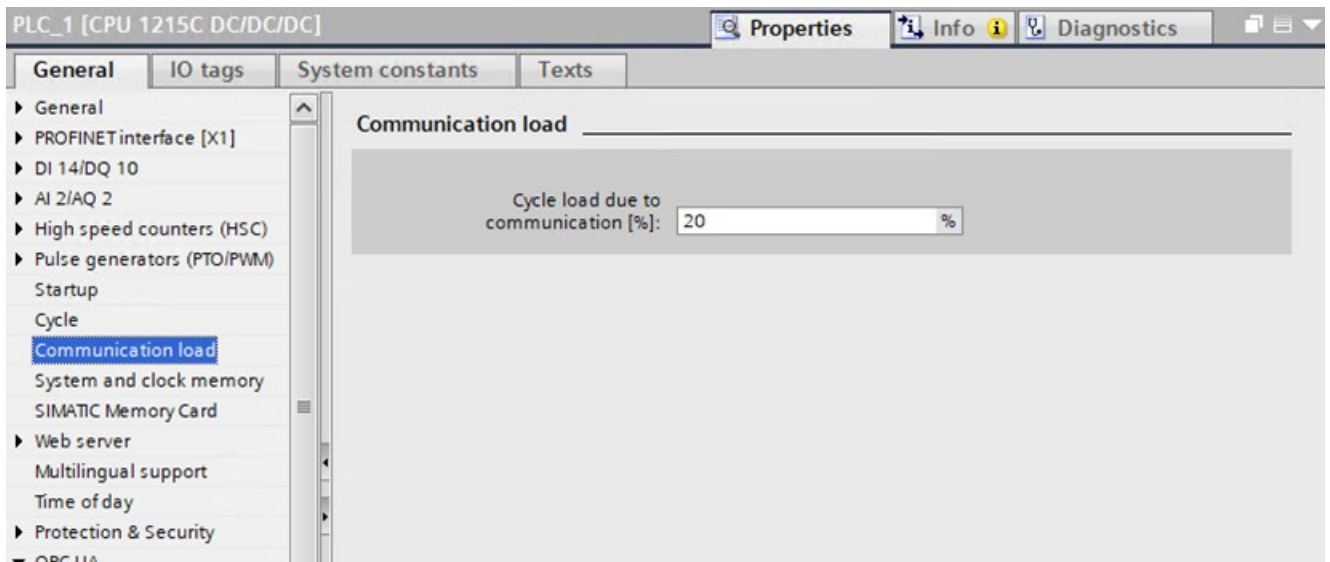 PLC_1 [CPU 1215C DC/DC/DC]
Properties
Info
Diagnostics
General
IO tags
System constants
Texts
General
PROFINET interface [X1]
DI 14/DQ 10
AI 2/AQ 2
High speed counters (HSC)
Pulse generators (PTO/PWM)
Startup
Cycle
Communication load
System and clock memory
SIMATIC Memory Card
Web server
Multilingual support
Time of day
Protection & Security
OPC UA
Communication load
Cycle load due to
communication [%]: 20 %